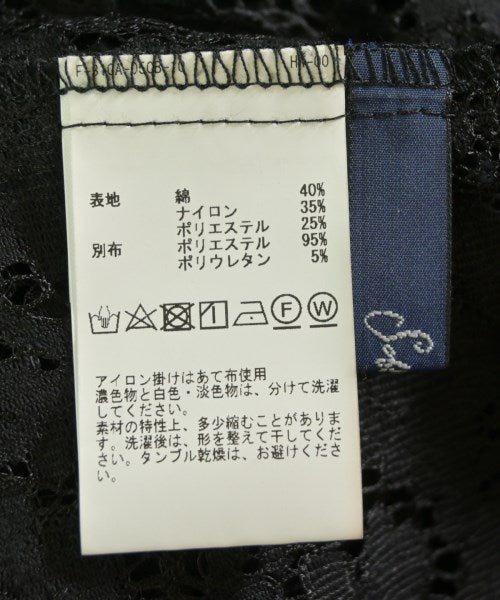 表地 綿 40%
ナイロン 35%
ポリエステル 25%
別布 ポリエステル 95%
ポリウレタン 5%
F W
アイロン掛けはあて布使用
濃色物と白色・淡色物は、分けて洗濯
してください。
素材の特性上、多少縮むことがありま
す。洗濯後は、形を整えて干してくだ
さい。タンブル乾燥は、お避けくださ
い。